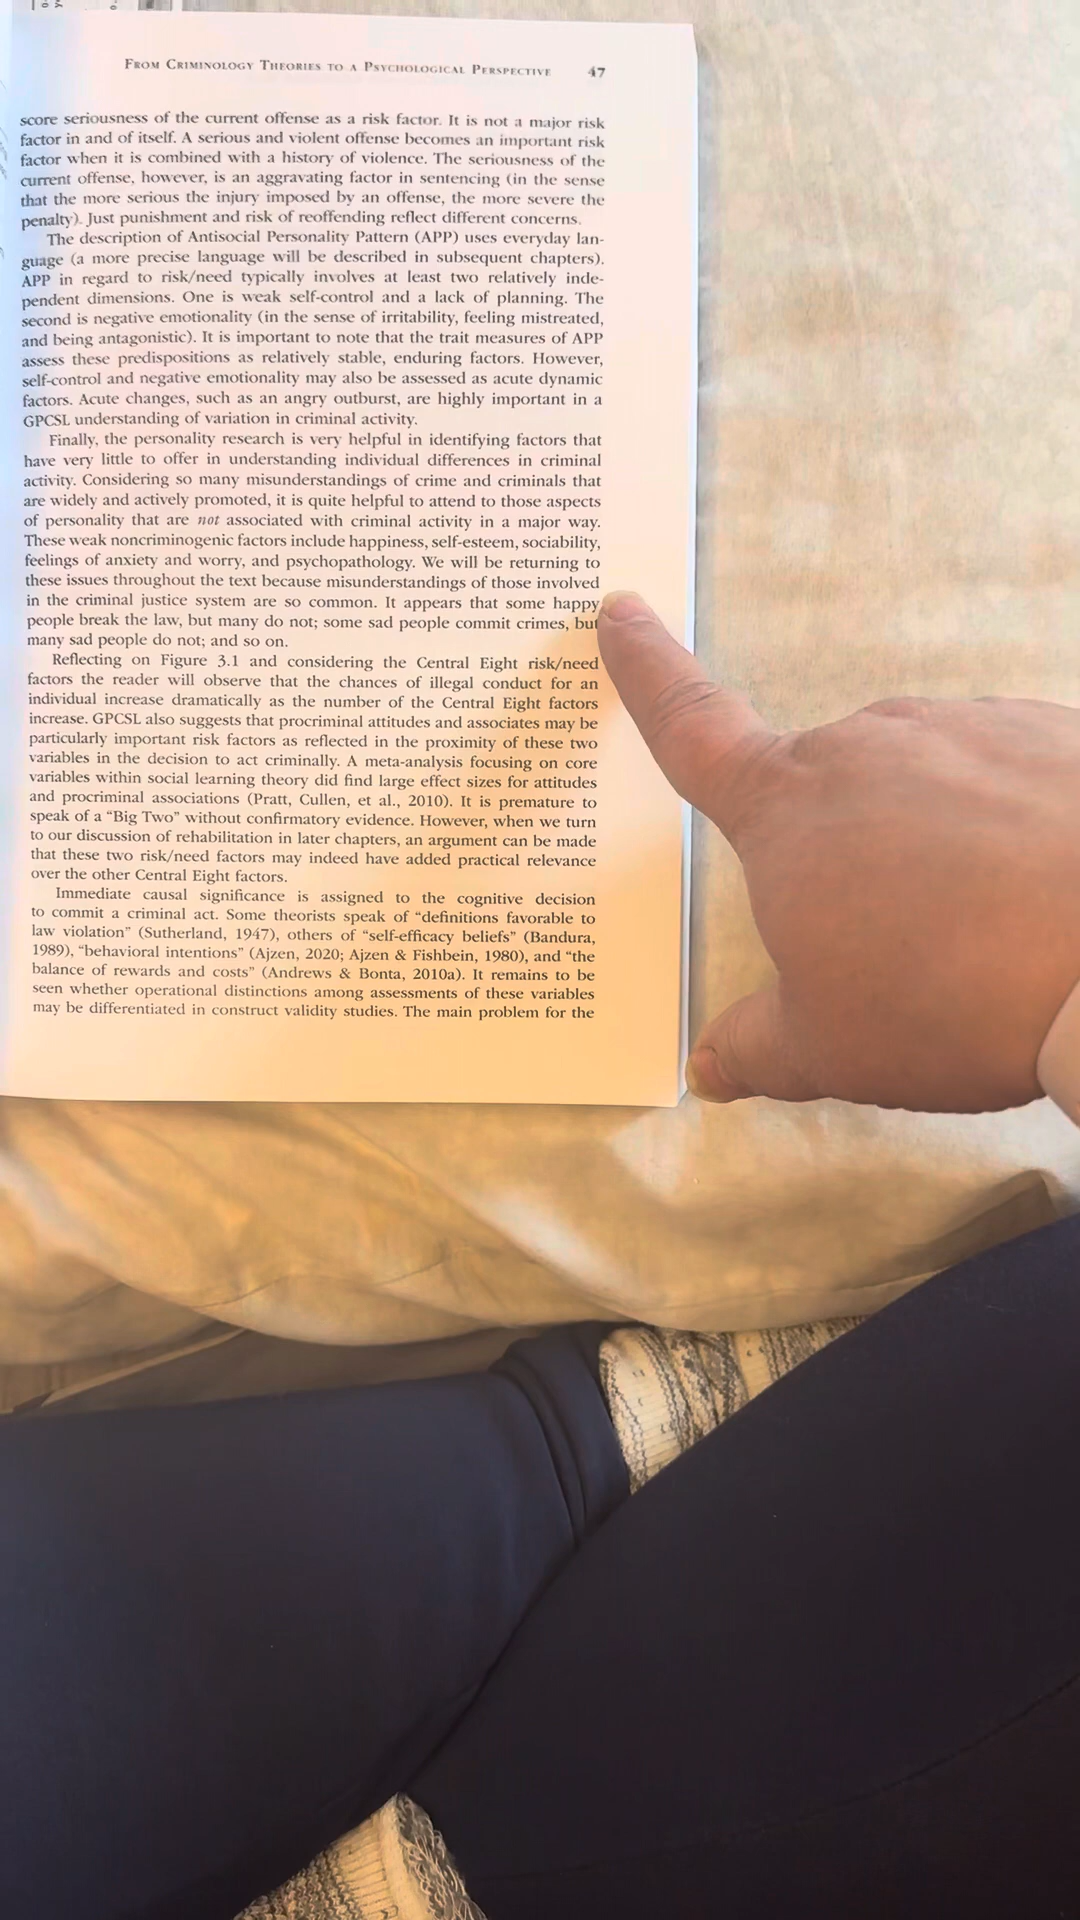 FROM CRIMINOLOGY THEORIES TO A PSYCHOLOGICAL PERSPECTIVE 47
score seriousness of the current offense as a risk factor. It is not a major risk
factor in and of itself. A serious and violent offense becomes an important risk
factor when it is combined with a history of violence. The seriousness of the
current offense, however, is an aggravating factor in sentencing (in the sense
that the more serious the injury imposed by an offense, the more severe the
penalty). Just punishment and risk of reoffending reflect different concerns.
The description of Antisocial Personality Pattern (APP) uses everyday lan-
guage (a more precise language will be described in subsequent chapters).
APP in regard to risk/need typically involves at least two relatively inde-
pendent dimensions. One is weak self-control and a lack of planning. The
second is negative emotionality (in the sense of irritability, feeling mistreated,
and being antagonistic). It is important to note that the trait measures of APP
assess these predispositions as relatively stable, enduring factors. However,
self-control and negative emotionality may also be assessed as acute dynamic
factors. Acute changes, such as an angry outburst, are highly important in a
GPCSL understanding of variation in criminal activity.
Finally, the personality research is very helpful in identifying factors that
have very little to offer in understanding individual differences in criminal
activity. Considering so many misunderstandings of crime and criminals that
are widely and actively promoted, it is quite helpful to attend to those aspects
of personality that are not associated with criminal activity in a major way.
These weak noncriminogenic factors include happiness, self-esteem, sociability,
feelings of anxiety and worry, and psychopathology. We will be returning to
these issues throughout the text because misunderstandings of those involved
in the criminal justice system are so common. It appears that some happy
people break the law, but many do not; some sad people commit crimes, but
many sad people do not; and so on.
Reflecting on Figure 3.1 and considering the Central Eight risk/need
factors the reader will observe that the chances of illegal conduct for an
individual increase dramatically as the number of the Central Eight factors
increase. GPCSL also suggests that procriminal attitudes and associates may be
particularly important risk factors as reflected in the proximity of these two
variables in the decision to act criminally. A meta-analysis focusing on core
variables within social learning theory did find large effect sizes for attitudes
and procriminal associations (Pratt, Cullen, et al., 2010). It is premature to
speak of a “Big Two” without confirmatory evidence. However, when we turn
to our discussion of rehabilitation in later chapters, an argument can be made
that these two risk/need factors may indeed have added practical relevance
over the other Central Eight factors.
Immediate causal significance is assigned to the cognitive decision
to commit a criminal act. Some theorists speak of “definitions favorable to
law violation” (Sutherland, 1947), others of “self-efficacy beliefs” (Bandura,
1989), “behavioral intentions” (Ajzen, 2020; Ajzen & Fishbein, 1980), and “the
balance of rewards and costs” (Andrews & Bonta, 2010a). It remains to be
seen whether operational distinctions among assessments of these variables
may be differentiated in construct validity studies. The main problem for the